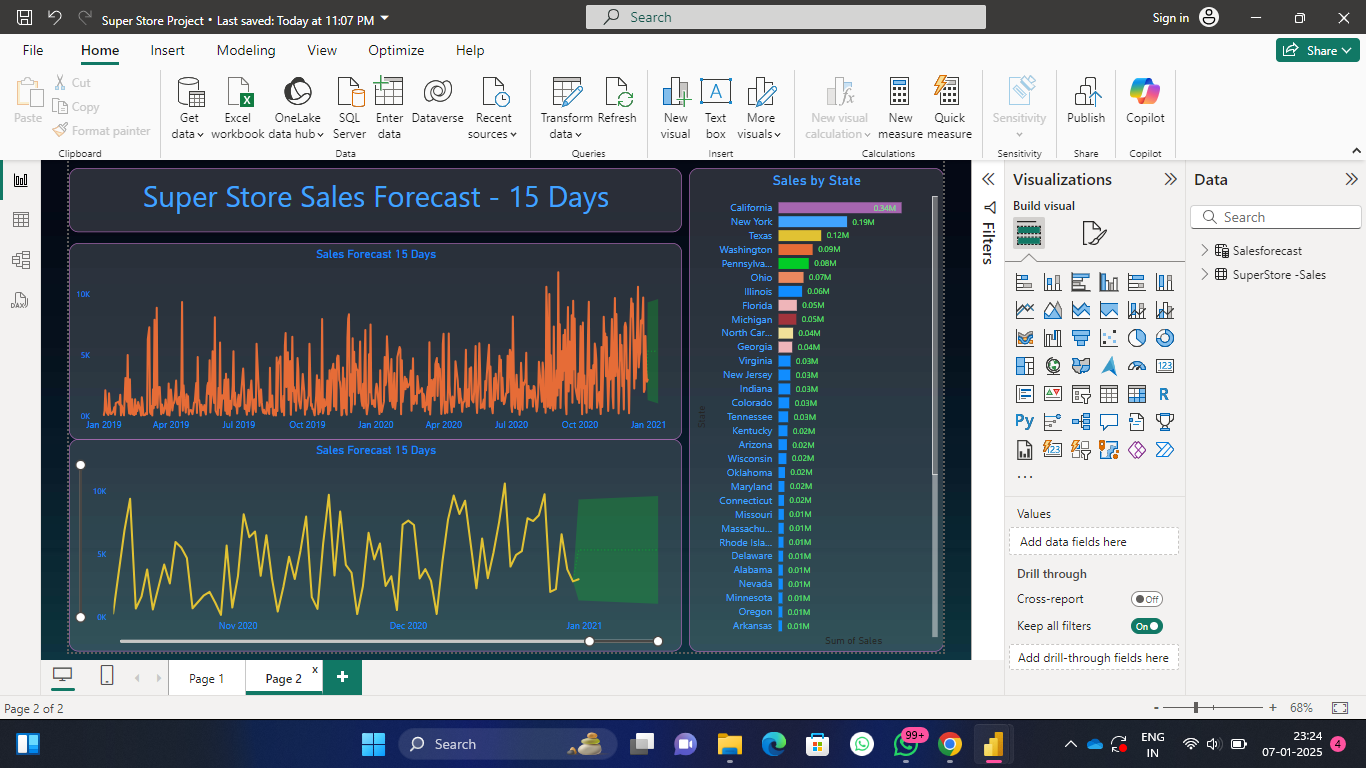 Super Store Project • Last saved: Today at 11:07 PM
Search
Sign in
File
Home
Insert
Modeling
View
Optimize
Help
Share
Paste
Cut
Copy
Format painter
Clipboard
Get data
Excel workbook
OneLake data hub
SQL Server
Enter data
Dataverse
Recent sources
Data
Transform data
Refresh
Queries
New visual
Text box
More visuals
Insert
New visual calculation
New measure
Quick measure
Calculations
Sensitivity
Sensitivity
Publish
Share
Copilot
Copilot
Super Store Sales Forecast - 15 Days
Sales Forecast 15 Days
10K
5K
0K
Jan 2019
Apr 2019
Jul 2019
Oct 2019
Jan 2020
Apr 2020
Jul 2020
Oct 2020
Jan 2021
Sales Forecast 15 Days
10K
5K
0K
Nov 2020
Dec 2020
Jan 2021
Sales by State
State
California 0.34M
New York 0.19M
Texas 0.12M
Washington 0.09M
Pennsylva... 0.08M
Ohio 0.07M
Illinois 0.06M
Florida 0.05M
Michigan 0.05M
North Car... 0.04M
Georgia 0.04M
Virginia 0.03M
New Jersey 0.03M
Indiana 0.03M
Colorado 0.03M
Tennessee 0.03M
Kentucky 0.02M
Arizona 0.02M
Wisconsin 0.02M
Oklahoma 0.02M
Maryland 0.02M
Connecticut 0.02M
Missouri 0.01M
Massachu... 0.01M
Rhode Isla... 0.01M
Delaware 0.01M
Alabama 0.01M
Nevada 0.01M
Minnesota 0.01M
Oregon 0.01M
Arkansas 0.01M
Sum of Sales
Filters
Visualizations
Build visual
123
R
Py
123
...
Values
Add data fields here
Drill through
Cross-report
Off
Keep all filters
On
Add drill-through fields here
Data
Search
Salesforecast
SuperStore -Sales
DAX
Page 1
Page 2
x
+
Page 2 of 2
- + 68%
Search
99+
ENG
IN
23:24
07-01-2025
4